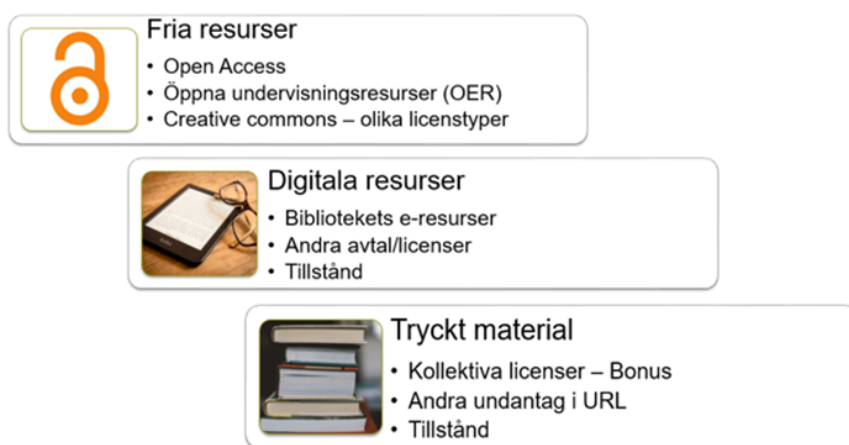 Fria resurser
• Open Access
• Öppna undervisningsresurser (OER)
• Creative commons – olika licenstyper
Digitala resurser
• Bibliotekets e-resurser
• Andra avtal/licenser
• Tillstånd
Tryckt material
• Kollektiva licenser – Bonus
• Andra undantag i URL
• Tillstånd